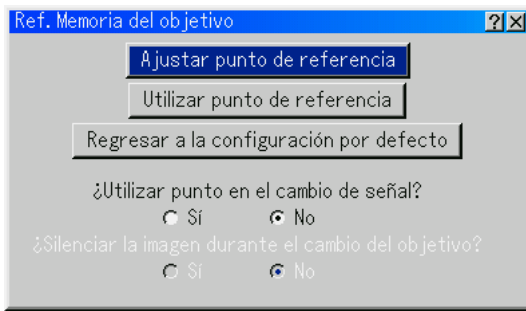 Ref. Memoria del objetivo
Ajustar punto de referencia
Utilizar punto de referencia
Regresar a la configuración por defecto
¿Utilizar punto en el cambio de señal?
Sí No
¿Silenciar la imagen durante el cambio del objetivo?
Sí No